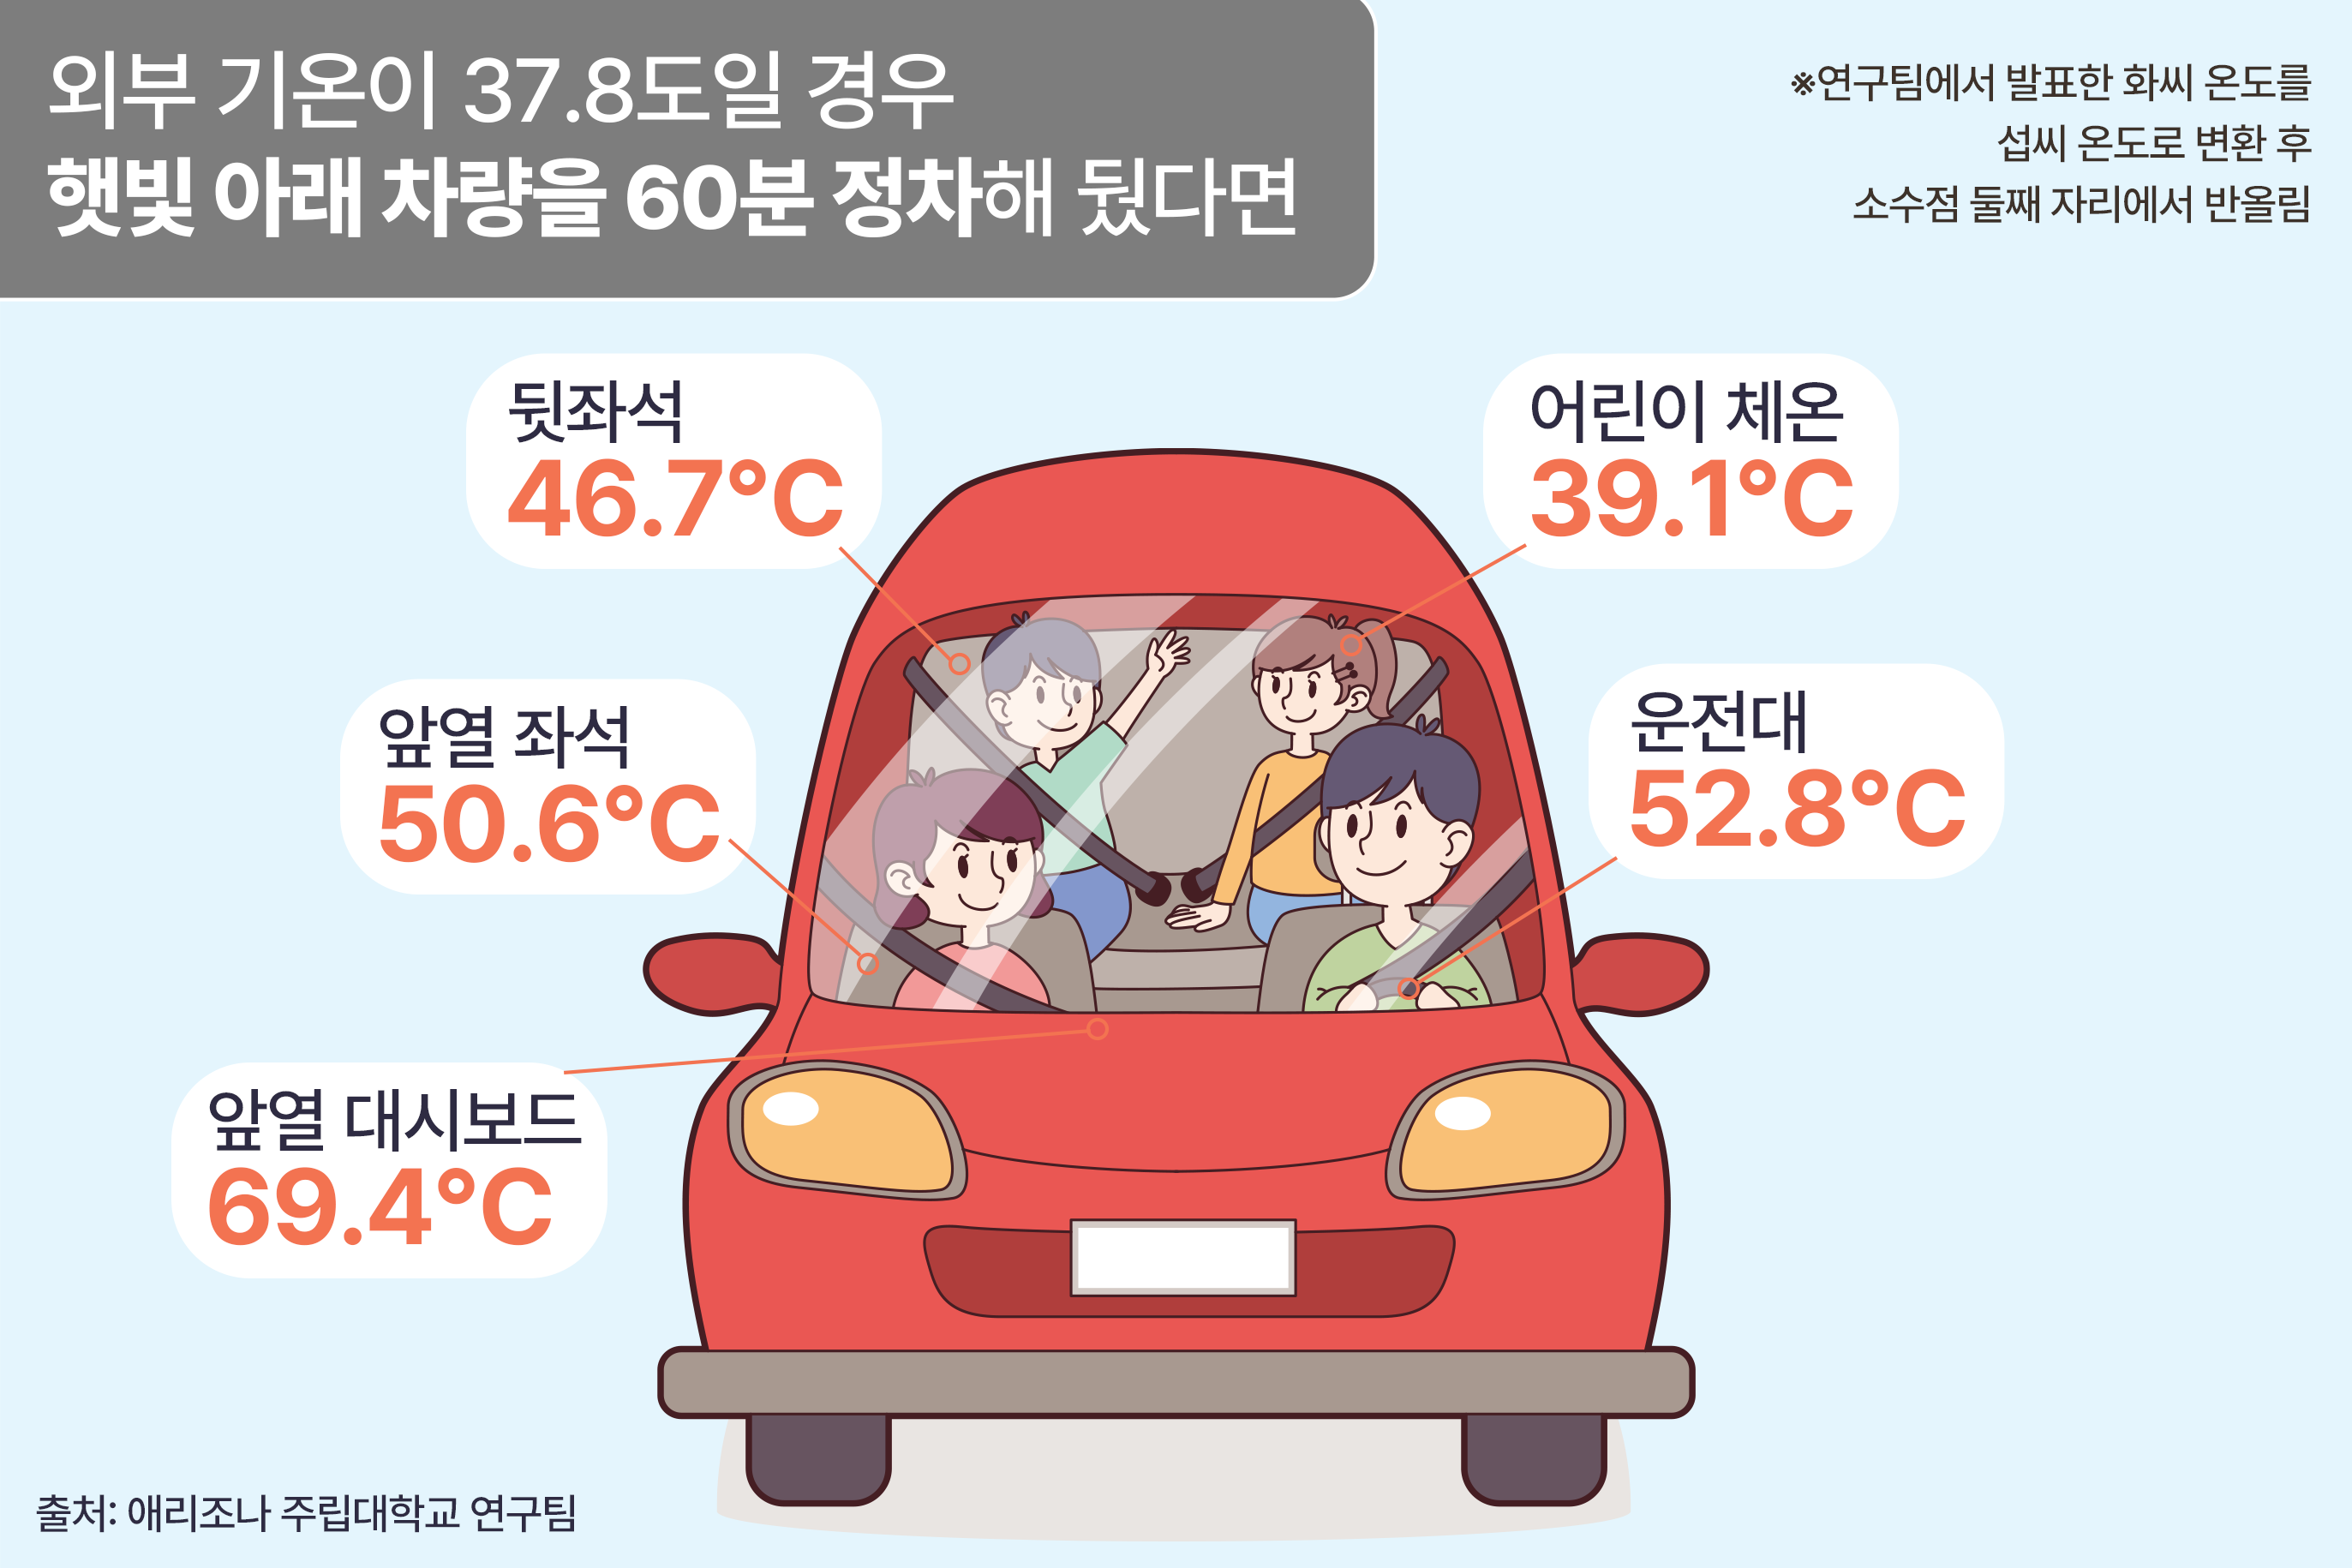 외부 기온이 37.8도일 경우
햇빛 아래 차량을 60분 정차해 뒀다면
※연구팀에서 발표한 화씨 온도를
섭씨 온도로 변환 후
소수점 둘째 자리에서 반올림
뒷좌석
46.7°C
어린이 체온
39.1°C
앞열 좌석
50.6°C
운전대
52.8°C
앞열 대시보드
69.4°C
출처: 애리조나 주립대학교 연구팀